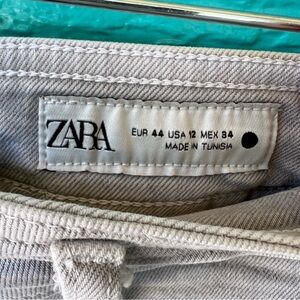 ZARA
EUR 44 USA 12 MEX 34
MADE IN TUNISIA